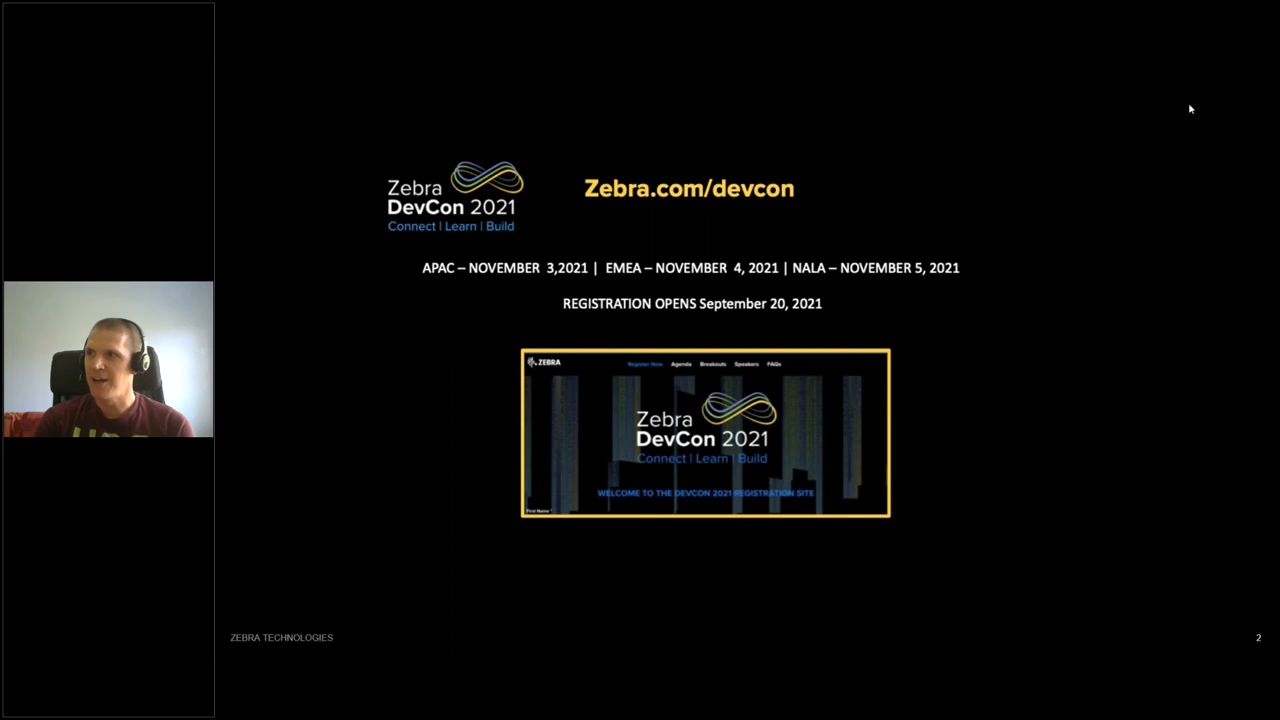 Zebra
DevCon 2021
Connect | Learn | Build
Zebra.com/devcon
APAC – NOVEMBER 3,2021 | EMEA – NOVEMBER 4, 2021 | NALA – NOVEMBER 5, 2021
REGISTRATION OPENS September 20, 2021
ZEBRA
Register Now Agenda Breakouts Speakers FAQs
Zebra
DevCon 2021
Connect | Learn | Build
WELCOME TO THE DEVCON 2021 REGISTRATION SITE
First Name *
ZEBRA TECHNOLOGIES
2